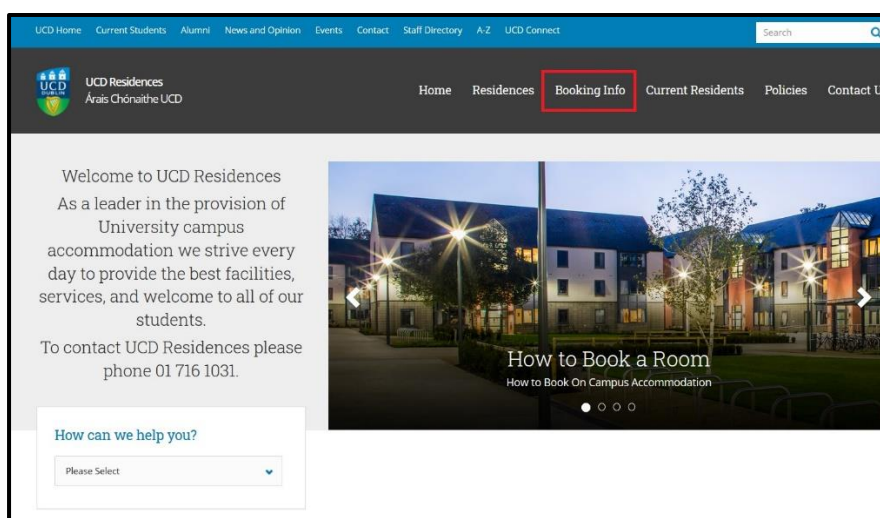 UCD Home Current Students Alumni News and Opinion Events Contact Staff Directory A-Z UCD Connect
Search
UCD
DUBLIN
UCD Residences
Árais Chónaithe UCD
Home Residences Booking Info Current Residents Policies Contact U
Welcome to UCD Residences
As a leader in the provision of
University campus
accommodation we strive every
day to provide the best facilities,
services, and welcome to all of our
students.
To contact UCD Residences please
phone 01 716 1031.
How to Book a Room
How to Book On Campus Accommodation
How can we help you?
Please Select